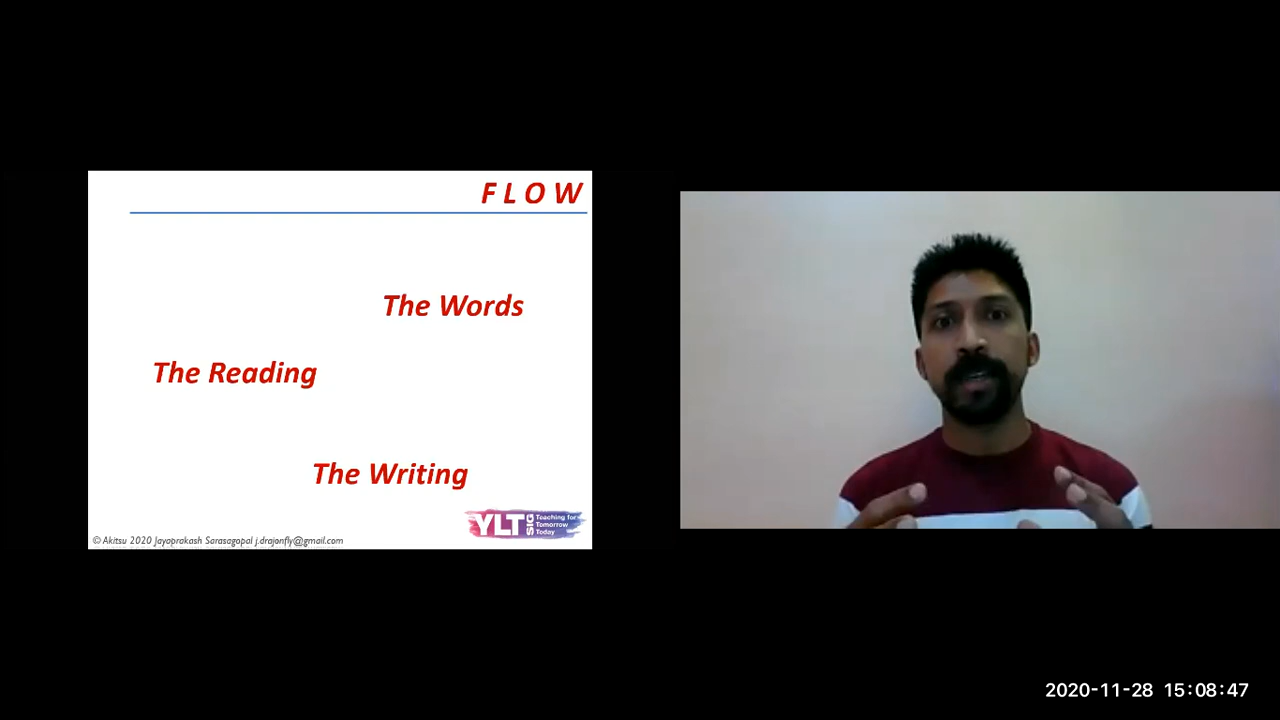 F L O W
The Words
The Reading
The Writing
YLT SIG Teaching for
Tomorrow
Today
© Akitsu 2020 Jayaprakash Sarasagopal j.drajonfly@gmail.com
2020-11-28 15:08:47